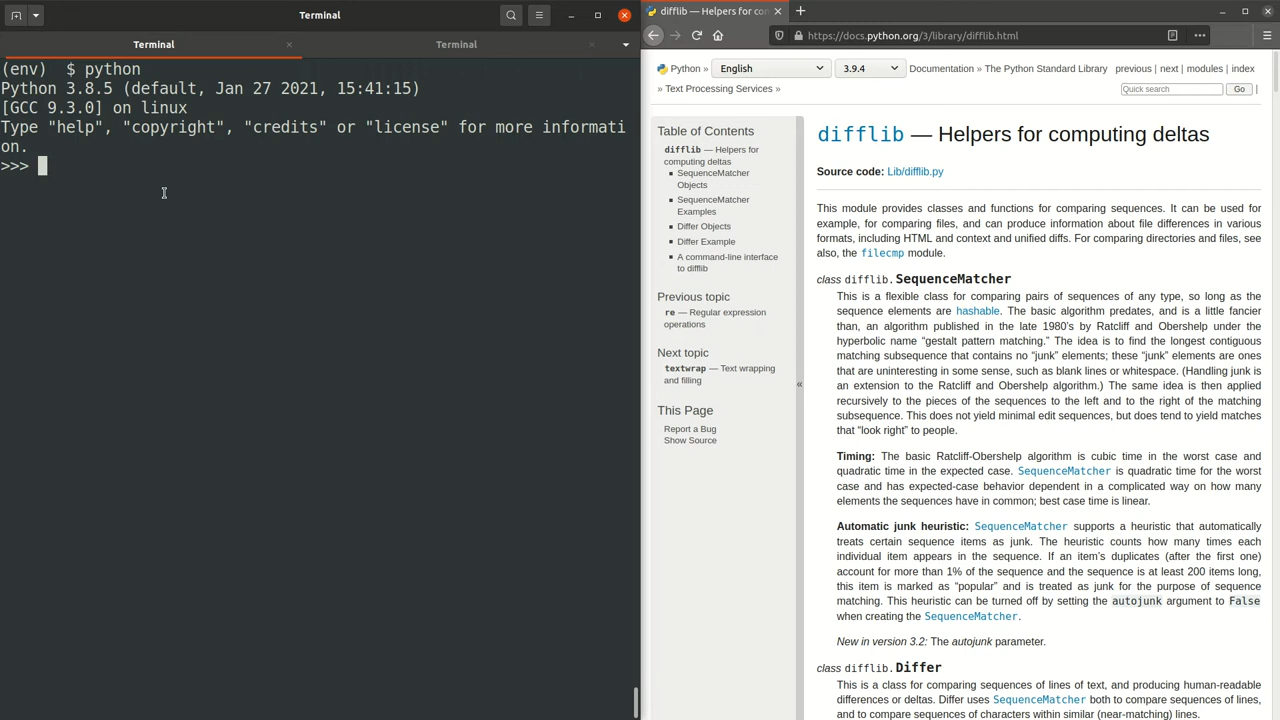 Terminal
Terminal
Terminal
(env)  $ python
Python 3.8.5 (default, Jan 27 2021, 15:41:15)
[GCC 9.3.0] on linux
Type "help", "copyright", "credits" or "license" for more informati
on.
>>>
difflib — Helpers for con
https://docs.python.org/3/library/difflib.html
Python » English 3.9.4 Documentation » The Python Standard Library previous | next | modules | index
» Text Processing Services » Quick search Go |
Table of Contents
difflib — Helpers for
computing deltas
SequenceMatcher
Objects
SequenceMatcher
Examples
Differ Objects
Differ Example
A command-line interface
to difflib
Previous topic
re — Regular expression
operations
Next topic
textwrap — Text wrapping
and filling
This Page
Report a Bug
Show Source
«
difflib — Helpers for computing deltas
Source code: Lib/difflib.py
This module provides classes and functions for comparing sequences. It can be used for
example, for comparing files, and can produce information about file differences in various
formats, including HTML and context and unified diffs. For comparing directories and files, see
also, the filecmp module.
class difflib.SequenceMatcher
This is a flexible class for comparing pairs of sequences of any type, so long as the
sequence elements are hashable. The basic algorithm predates, and is a little fancier
than, an algorithm published in the late 1980's by Ratcliff and Obershelp under the
hyperbolic name “gestalt pattern matching.” The idea is to find the longest contiguous
matching subsequence that contains no “junk” elements; these “junk” elements are ones
that are uninteresting in some sense, such as blank lines or whitespace. (Handling junk is
an extension to the Ratcliff and Obershelp algorithm.) The same idea is then applied
recursively to the pieces of the sequences to the left and to the right of the matching
subsequence. This does not yield minimal edit sequences, but does tend to yield matches
that “look right” to people.
Timing: The basic Ratcliff-Obershelp algorithm is cubic time in the worst case and
quadratic time in the expected case. SequenceMatcher is quadratic time for the worst
case and has expected-case behavior dependent in a complicated way on how many
elements the sequences have in common; best case time is linear.
Automatic junk heuristic: SequenceMatcher supports a heuristic that automatically
treats certain sequence items as junk. The heuristic counts how many times each
individual item appears in the sequence. If an item’s duplicates (after the first one)
account for more than 1% of the sequence and the sequence is at least 200 items long,
this item is marked as “popular” and is treated as junk for the purpose of sequence
matching. This heuristic can be turned off by setting the autojunk argument to False
when creating the SequenceMatcher.
New in version 3.2: The autojunk parameter.
class difflib.Differ
This is a class for comparing sequences of lines of text, and producing human-readable
differences or deltas. Differ uses SequenceMatcher both to compare sequences of lines,
and to compare sequences of characters within similar (near-matching) lines.